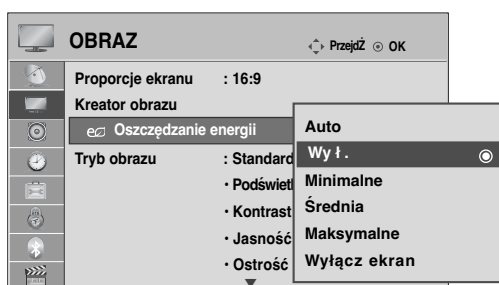 OBRAZ
PrzejdŹ OK
Proporcje ekranu : 16:9
Kreator obrazu
Oszczędzanie energii
Tryb obrazu : Standard
• Podświetl
• Kontrast
• Jasność
• Ostrość
Auto
Wył.
Minimalne
Średnia
Maksymalne
Wyłącz ekran